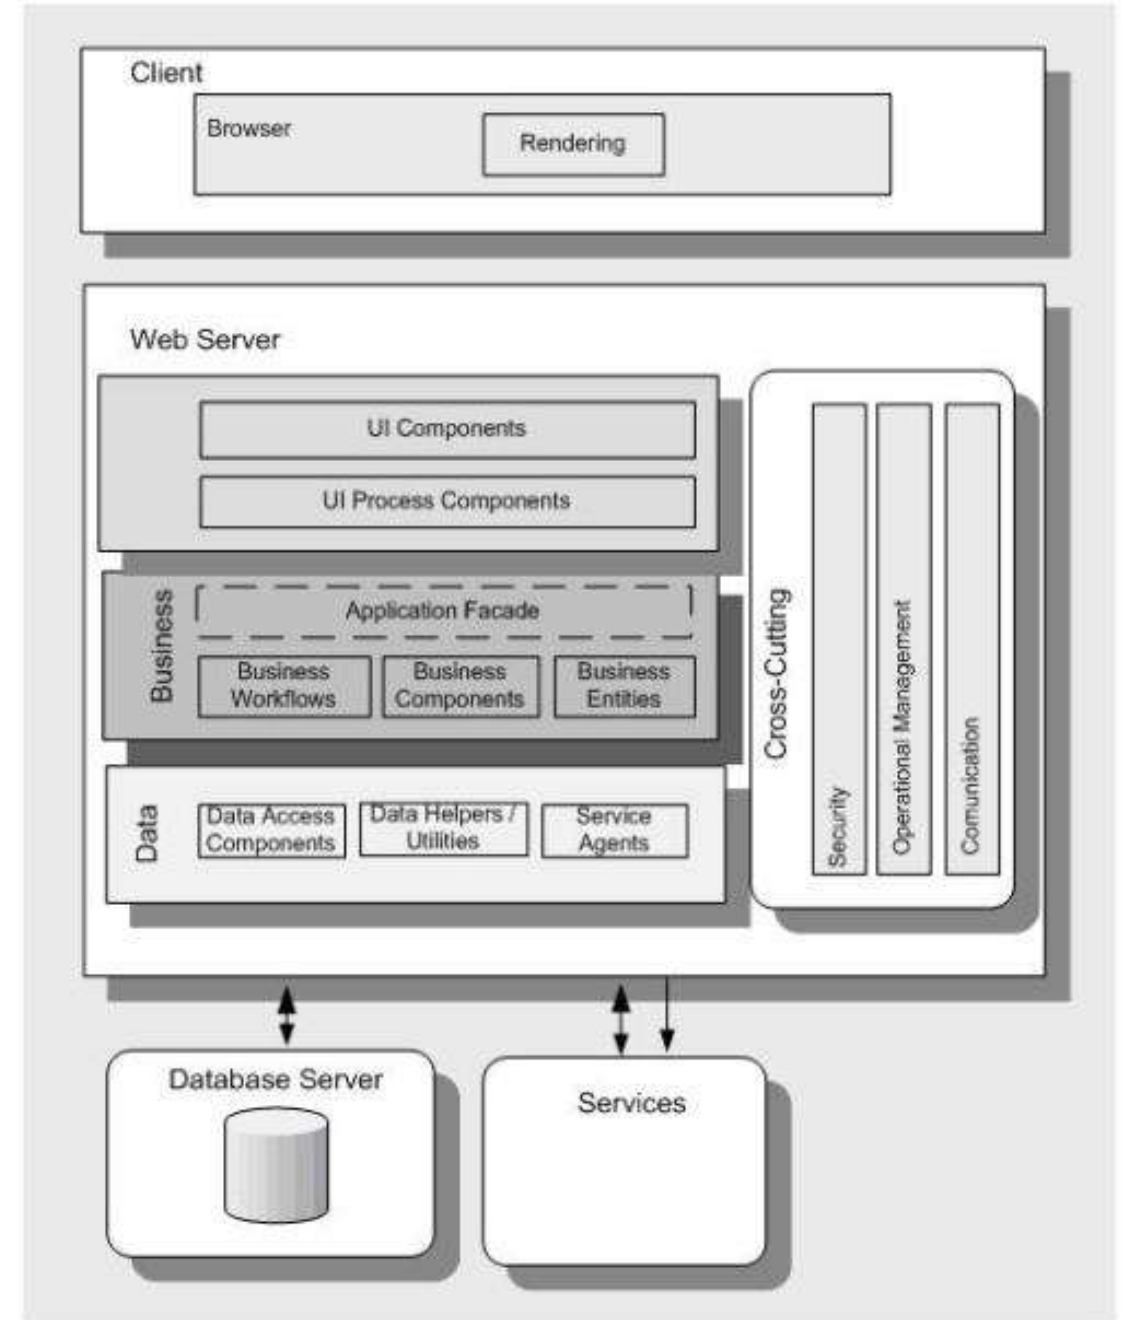 Client
Browser
Rendering
Web Server
UI Components
UI Process Components
Business
Application Facade
Business
Workflows
Business
Components
Business
Entities
Data
Data Access
Components
Data Helpers /
Utilities
Service
Agents
Cross-Cutting
Security
Operational Management
Comunication
Database Server
Services